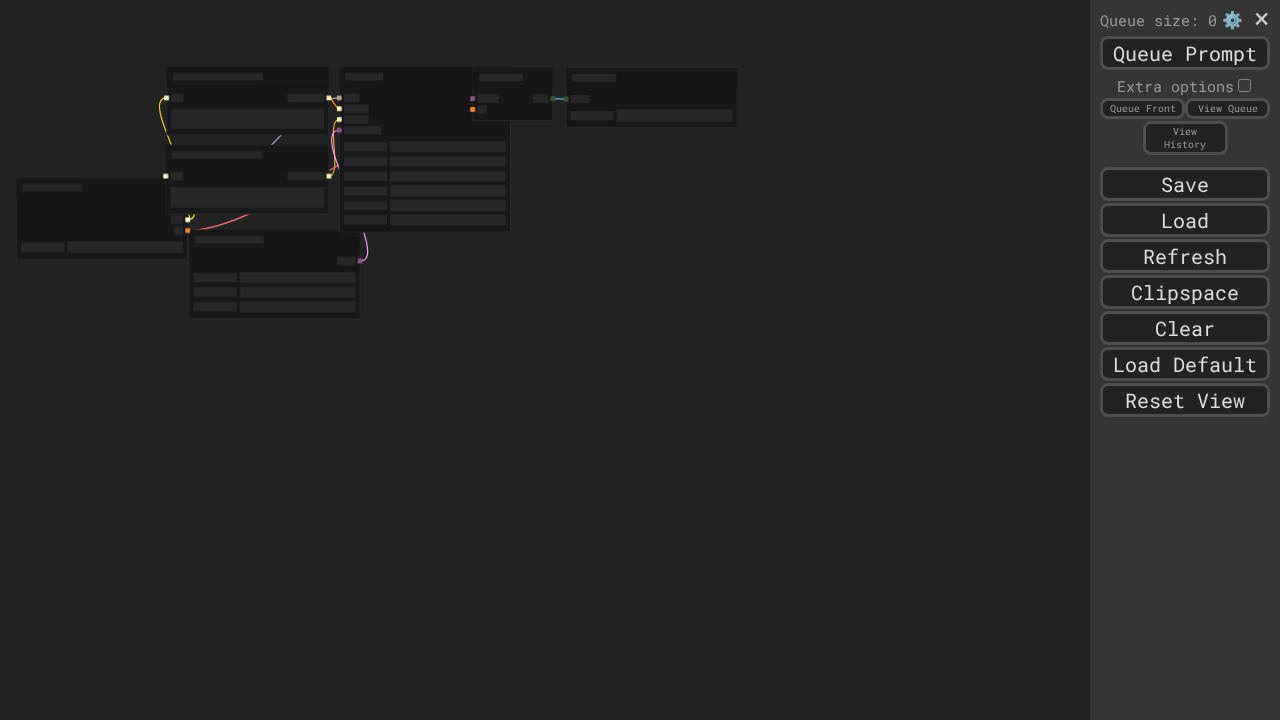 Queue size: 0
Queue Prompt
Extra options
Queue Front
View Queue
View
History
Save
Load
Refresh
Clipspace
Clear
Load Default
Reset View